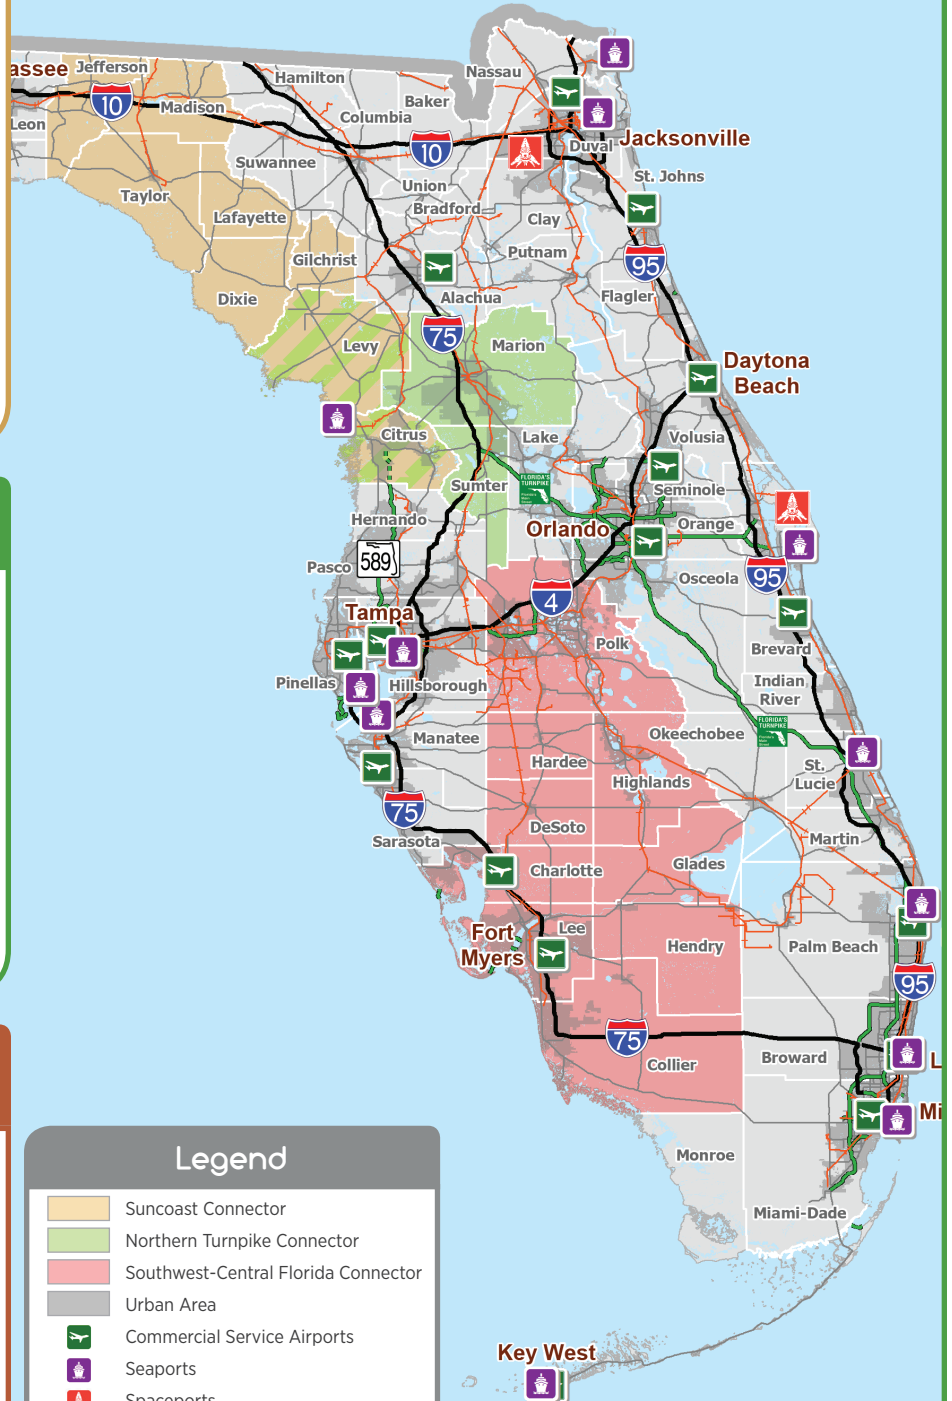 assee
Jefferson
Hamilton
Nassau
10
Madison
Baker
Columbia
Leon
10
Duval
Jacksonville
Suwannee
St. Johns
Taylor
Union
Bradford
Lafayette
Clay
Gilchrist
Putnam
95
Dixie
Alachua
Flagler
75
Levy
Marion
Daytona
Beach
Citrus
Lake
Volusia
Sumter
FLORIDA'S
TURNPIKE
Seminole
Hernando
Orlando
Orange
589
Pasco
Osceola
95
4
Tampa
Polk
Brevard
Pinellas
Hillsborough
Indian
River
Manatee
Okeechobee
FLORIDA'S
TURNPIKE
Hardee
Highlands
St.
Lucie
75
DeSoto
Sarasota
Martin
Charlotte
Glades
Fort
Myers
Lee
Hendry
Palm Beach
95
75
Collier
Broward
L
Mi
Monroe
Miami-Dade
Key West
Legend
Suncoast Connector
Northern Turnpike Connector
Southwest-Central Florida Connector
Urban Area
Commercial Service Airports
Seaports
Spaceports